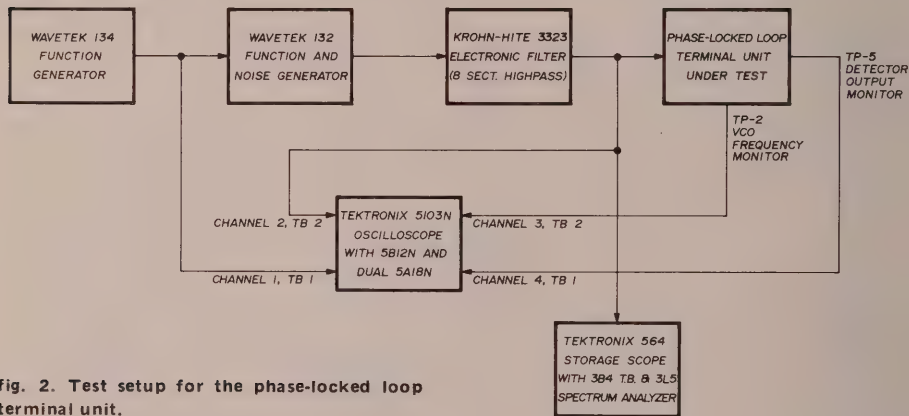 WAVETEK 134
FUNCTION
GENERATOR
WAVETEK 132
FUNCTION AND
NOISE GENERATOR
KROHN-HITE 3323
ELECTRONIC FILTER
(8 SECT. HIGHPASS)
PHASE-LOCKED LOOP
TERMINAL UNIT
UNDER TEST
TP-5
DETECTOR
OUTPUT
MONITOR
TP-2
VCO
FREQUENCY
MONITOR
CHANNEL 2, TB 2
TEKTRONIX 5103N
OSCILLOSCOPE
WITH 5B12N AND
DUAL 5A18N
CHANNEL 3, TB 2
CHANNEL 1, TB 1
CHANNEL 4, TB 1
TEKTRONIX 564
STORAGE SCOPE
WITH 3B4 T.B. & 3L5
SPECTRUM ANALYZER
fig. 2. Test setup for the phase-locked loop
terminal unit.